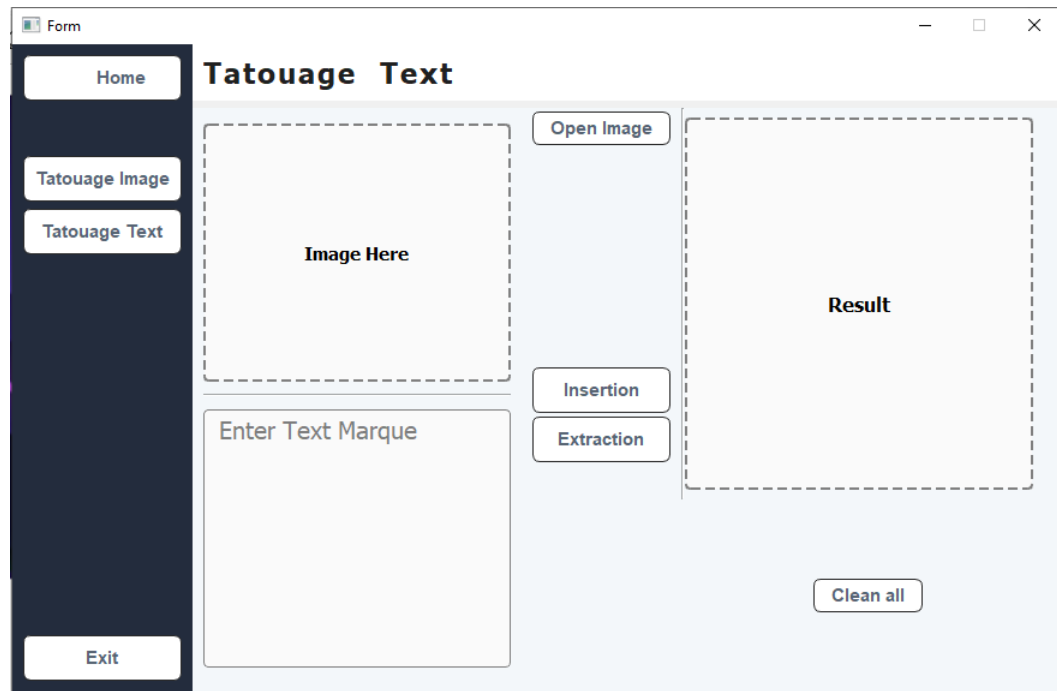 Form
Home
Tatouage Text
Open Image
Tatouage Image
Tatouage Text
Image Here
Result
Insertion
Enter Text Marque
Extraction
Clean all
Exit